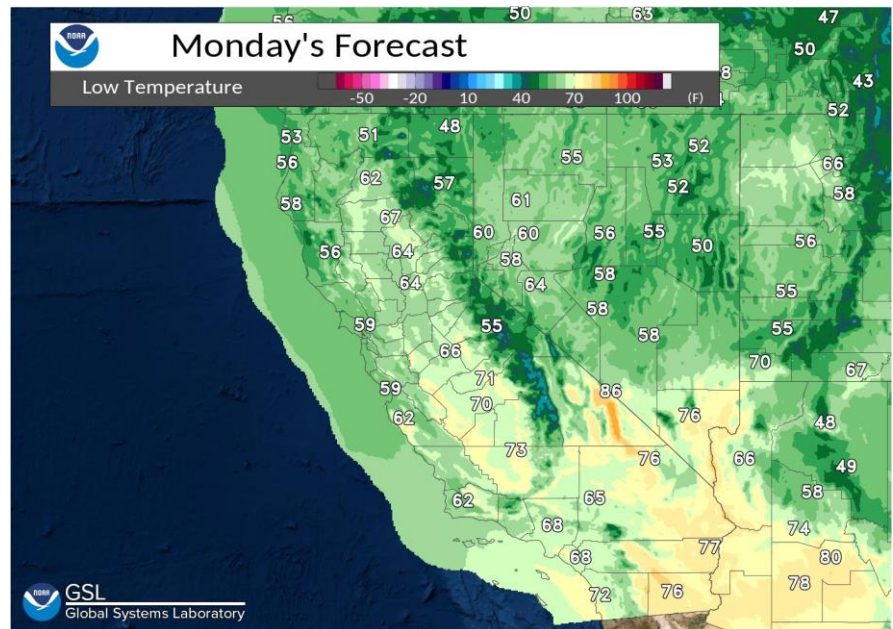 56 50 63 47
NOAA
Monday's Forecast
50
Low Temperature
-50 -20 10 40 70 100 (F)
43
52
53 51 48 55 53 52
56 62 57 52 66
58 67 61 58
56 64 60 60 56 55 50 56
64 58 64 58
58 55
59 55 58 55
66 70 67
59 71 86
62 70 76 48
73 76 66 49
62 65 58
68 74
68 77 80
72 76 78
NOAA
GSL
Global Systems Laboratory